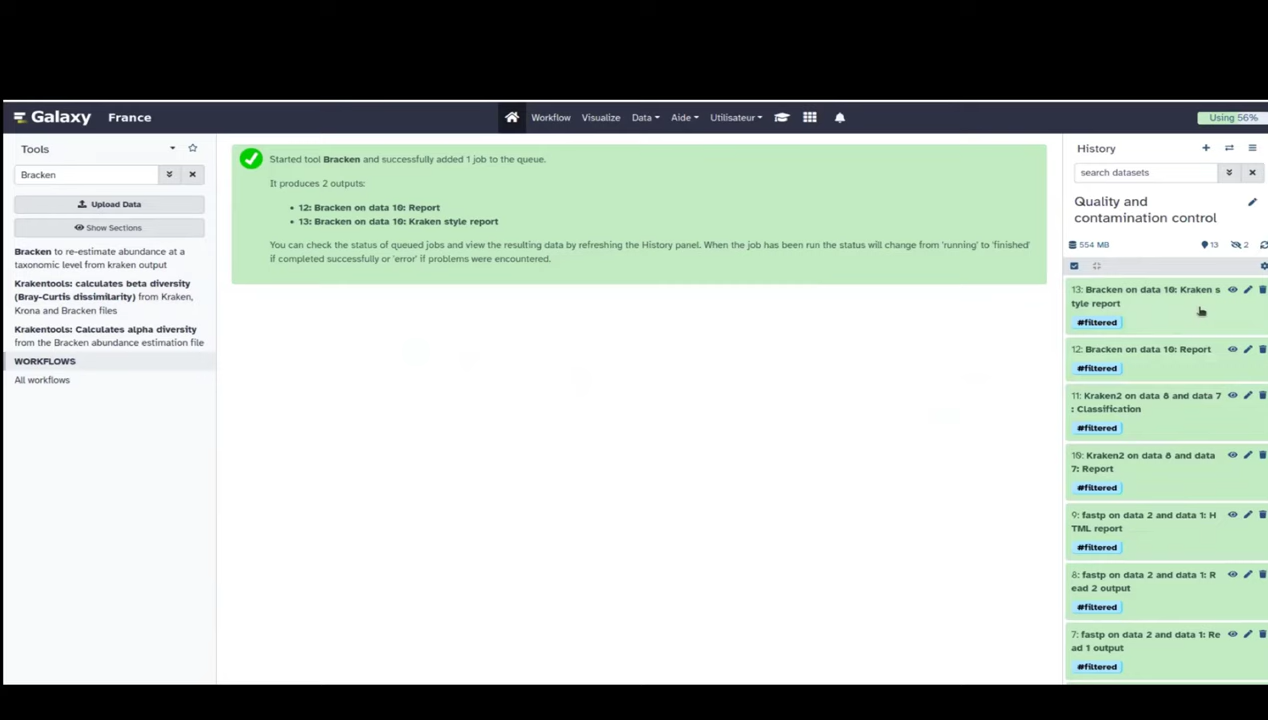 Galaxy France
Workflow Visualize Data Aide Utilisateur
Using 56%
Tools
Bracken
Upload Data
Show Sections
Bracken to re-estimate abundance at a
taxonomic level from kraken output
Krakentools: calculates beta diversity
(Bray-Curtis dissimilarity) from Kraken,
Krona and Bracken files
Krakentools: Calculates alpha diversity
from the Bracken abundance estimation file
WORKFLOWS
All workflows
Started tool Bracken and successfully added 1 job to the queue.
It produces 2 outputs:
12: Bracken on data 10: Report
13: Bracken on data 10: Kraken style report
You can check the status of queued jobs and view the resulting data by refreshing the History panel. When the job has been run the status will change from 'running' to 'finished'
if completed successfully or 'error' if problems were encountered.
History
search datasets
Quality and
contamination control
554 MB 13 2
13: Bracken on data 10: Kraken s
tyle report
#filtered
12: Bracken on data 10: Report
#filtered
11: Kraken2 on data 8 and data 7
: Classification
#filtered
10: Kraken2 on data 8 and data
7: Report
#filtered
9: fastp on data 2 and data 1: H
TML report
#filtered
8: fastp on data 2 and data 1: R
ead 2 output
#filtered
7: fastp on data 2 and data 1: Re
ad 1 output
#filtered